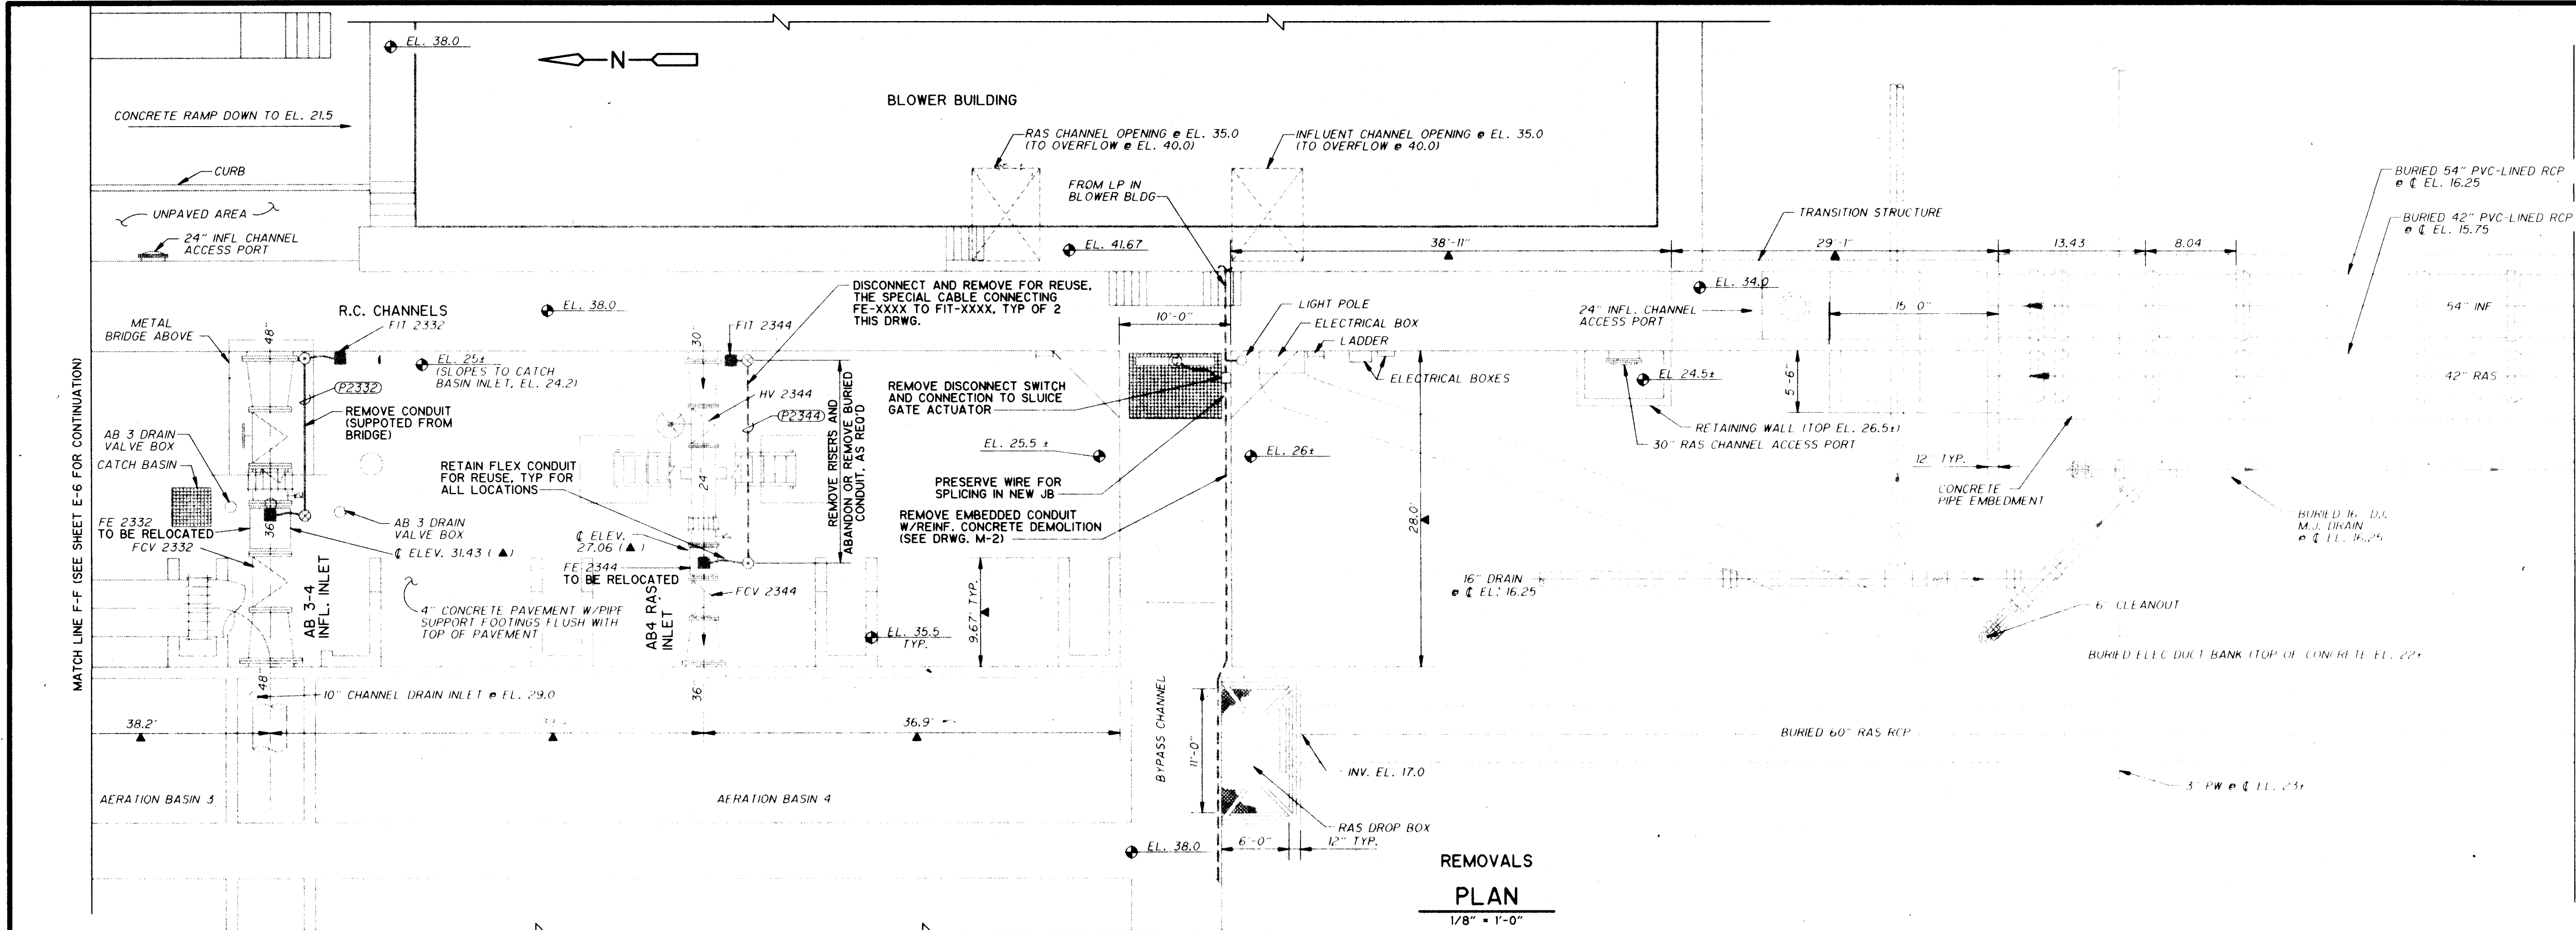 EL. 38.0
N
BLOWER BUILDING
CONCRETE RAMP DOWN TO EL. 21.5
RAS CHANNEL OPENING @ EL. 35.0
(TO OVERFLOW @ EL. 40.0)
INFLUENT CHANNEL OPENING @ EL. 35.0
(TO OVERFLOW @ 40.0)
CURB
FROM LP IN
BLOWER BLDG
BURIED 54" PVC-LINED RCP
@ ℄ EL. 16.25
UNPAVED AREA
TRANSITION STRUCTURE
BURIED 42" PVC-LINED RCP
@ ℄ EL. 15.75
24" INFL CHANNEL
ACCESS PORT
EL. 41.67
38'-11"
29'-1"
13.43
8.04
DISCONNECT AND REMOVE FOR REUSE,
THE SPECIAL CABLE CONNECTING
FE-XXXX TO FIT-XXXX, TYP OF 2
THIS DRWG.
EL. 34.0
R.C. CHANNELS
EL. 38.0
LIGHT POLE
24" INFL. CHANNEL
ACCESS PORT
15'-0"
54" INF
METAL
BRIDGE ABOVE
48"
FIT 2332
30"
FIT 2344
10'-0"
ELECTRICAL BOX
LADDER
EL. 25±
(SLOPES TO CATCH
BASIN INLET, EL. 24.2)
ELECTRICAL BOXES
EL 24.5±
5'-6"
42" RAS
P2332
REMOVE DISCONNECT SWITCH
AND CONNECTION TO SLUICE
GATE ACTUATOR
HV 2344
REMOVE CONDUIT
(SUPPOTED FROM
BRIDGE)
P2344
RETAINING WALL (TOP EL. 26.5±)
30" RAS CHANNEL ACCESS PORT
AB 3 DRAIN
VALVE BOX
CATCH BASIN
EL. 25.5 ±
EL. 26±
RETAIN FLEX CONDUIT
FOR REUSE, TYP FOR
ALL LOCATIONS
24"
REMOVE RISERS AND
ABANDON OR REMOVE BURIED
CONDUIT, AS REQ'D
12" TYP.
PRESERVE WIRE FOR
SPLICING IN NEW JB
CONCRETE
PIPE EMBEDMENT
FE 2332
TO BE RELOCATED
FCV 2332
36"
AB 3 DRAIN
VALVE BOX
REMOVE EMBEDDED CONDUIT
W/REINF. CONCRETE DEMOLITION
(SEE DRWG. M-2)
28.0'
BURIED 16" D.I.
M.J. DRAIN
@ ℄ EL. 16.25
℄ ELEV. 31.43 (▲)
℄ ELEV.
27.06 (▲)
FE 2344
TO BE RELOCATED
16" DRAIN
@ ℄ EL. 16.25
AB 3-4
INFL. INLET
FCV 2344
9.67' TYP.
6" CLEANOUT
4" CONCRETE PAVEMENT W/PIPE
SUPPORT FOOTINGS FLUSH WITH
TOP OF PAVEMENT
AB4 RAS
INLET
EL. 35.5
TYP.
BURIED ELEC DUCT BANK (TOP OF CONCRETE EL. 22±
MATCH LINE F-F (SEE SHEET E-6 FOR CONTINUATION)
48"
10" CHANNEL DRAIN INLET @ EL. 29.0
36"
38.2'
36.9'
BYPASS CHANNEL
11'-0"
BURIED 60" RAS RCP
INV. EL. 17.0
3" PW @ ℄ EL. 23±
AERATION BASIN 3
AERATION BASIN 4
RAS DROP BOX
EL. 38.0
6'-0"
12" TYP.
REMOVALS
PLAN
1/8" = 1'-0"